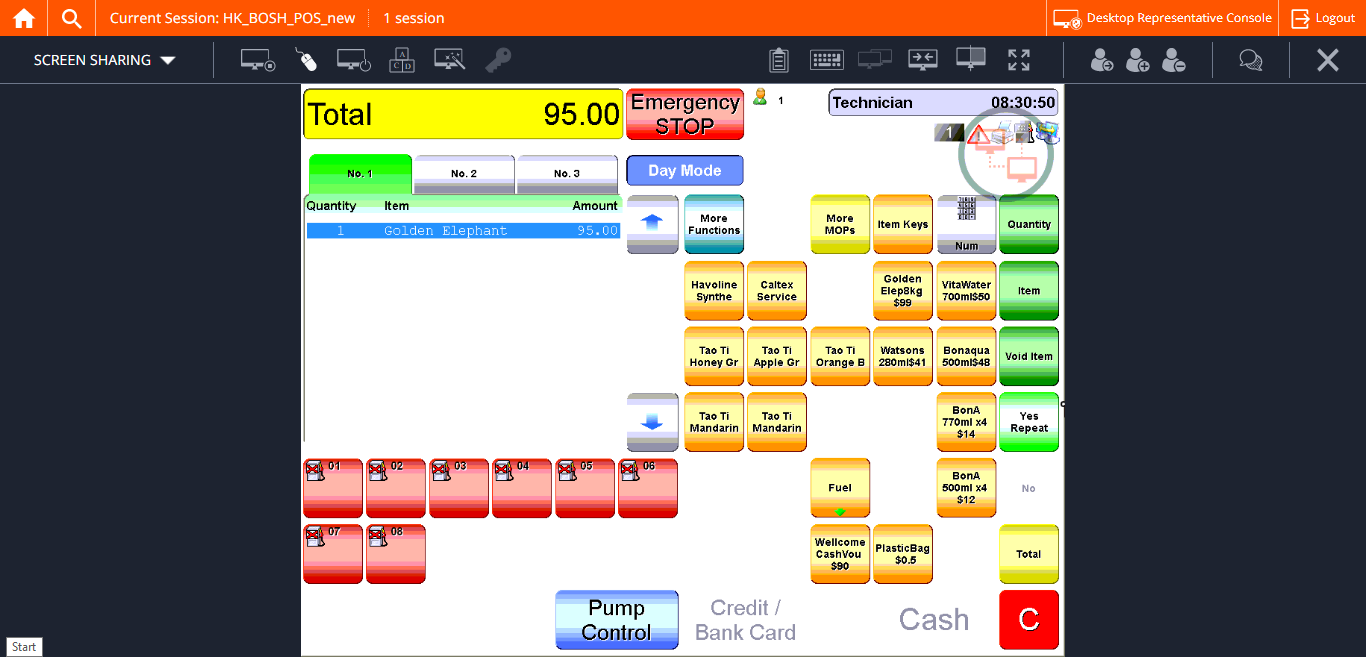 Current Session: HK_BOSH_POS_new
1 session
Desktop Representative Console
Logout
SCREEN SHARING
A
B
C D
Total 95.00
Emergency
STOP
1
Technician 08:30:50
1
No. 1
No. 2
No. 3
Day Mode
Quantity Item Amount
1 Golden Elephant 95.00
More
Functions
More
MOPs
Item Keys
Num
Quantity
Havoline
Synthe
Caltex
Service
Golden
Elep8kg
$99
VitaWater
700ml$50
Item
Tao Ti
Honey Gr
Tao Ti
Apple Gr
Tao Ti
Orange B
Watsons
280ml$41
Bonaqua
500ml$48
Void Item
Tao Ti
Mandarin
Tao Ti
Mandarin
BonA
770ml x4
$14
Yes
Repeat
01
02
03
04
05
06
Fuel
BonA
500ml x4
$12
No
07
08
Wellcome
CashVou
$90
PlasticBag
$0.5
Total
Pump
Control
Credit /
Bank Card
Cash
C
Start